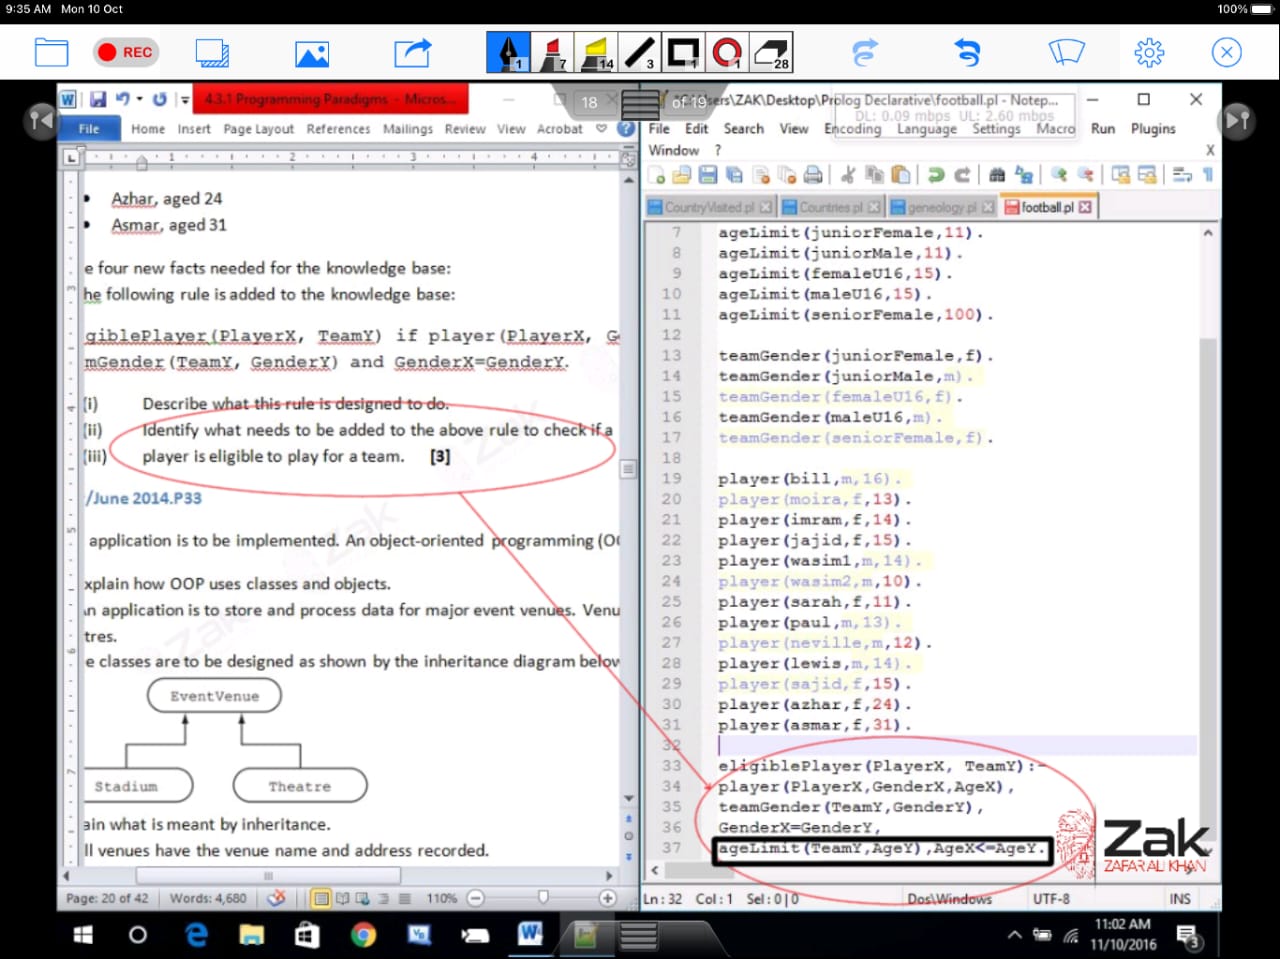 9:35 AM Mon 10 Oct
100%
REC
1
7
14
3
1
1
28
4.3.1 Programming Paradigms - Micros...
18
of 19
\Users\ZAK\Desktop\Prolog Declarative\football.pl - Notep...
DL: 0.09 mbps UL: 2.60 mbps
File Home Insert Page Layout References Mailings Review View Acrobat
File Edit Search View Encoding Language Settings Macro Run Plugins
Window ? X
CountryVisited.pl Countries.pl geneology.pl football.pl
1 2 3 4
Azhar, aged 24
Asmar, aged 31
e four new facts needed for the knowledge base:
he following rule is added to the knowledge base:
giblePlayer(PlayerX, TeamY) if player(PlayerX, Ge
mGender(TeamY, GenderY) and GenderX=GenderY.
(i) Describe what this rule is designed to do.
(ii) Identify what needs to be added to the above rule to check if a
(iii) player is eligible to play for a team. [3]
/June 2014.P33
application is to be implemented. An object-oriented programming (OO
xplain how OOP uses classes and objects.
n application is to store and process data for major event venues. Venu
tres.
e classes are to be designed as shown by the inheritance diagram below
EventVenue
Stadium Theatre
ain what is meant by inheritance.
ll venues have the venue name and address recorded.
Page: 20 of 42 Words: 4,680 110%
7 ageLimit(juniorFemale,11).
8 ageLimit(juniorMale,11).
9 ageLimit(femaleU16,15).
10 ageLimit(maleU16,15).
11 ageLimit(seniorFemale,100).
12
13 teamGender(juniorFemale,f).
14 teamGender(juniorMale,m).
15 teamGender(femaleU16,f).
16 teamGender(maleU16,m).
17 teamGender(seniorFemale,f).
18
19 player(bill,m,16).
20 player(moira,f,13).
21 player(imram,f,14).
22 player(jajid,f,15).
23 player(wasim1,m,14).
24 player(wasim2,m,10).
25 player(sarah,f,11).
26 player(paul,m,13).
27 player(neville,m,12).
28 player(lewis,m,14).
29 player(sajid,f,15).
30 player(azhar,f,24).
31 player(asmar,f,31).
32
33 eligiblePlayer(PlayerX, TeamY):-
34 player(PlayerX,GenderX,AgeX),
35 teamGender(TeamY,GenderY),
36 GenderX=GenderY,
37 ageLimit(TeamY,AgeY),AgeX<=AgeY.
Zak
ZAFAR ALI KHAN
Ln:32 Col:1 Sel:0|0 Dos\Windows UTF-8 INS
11:02 AM
11/10/2016
3